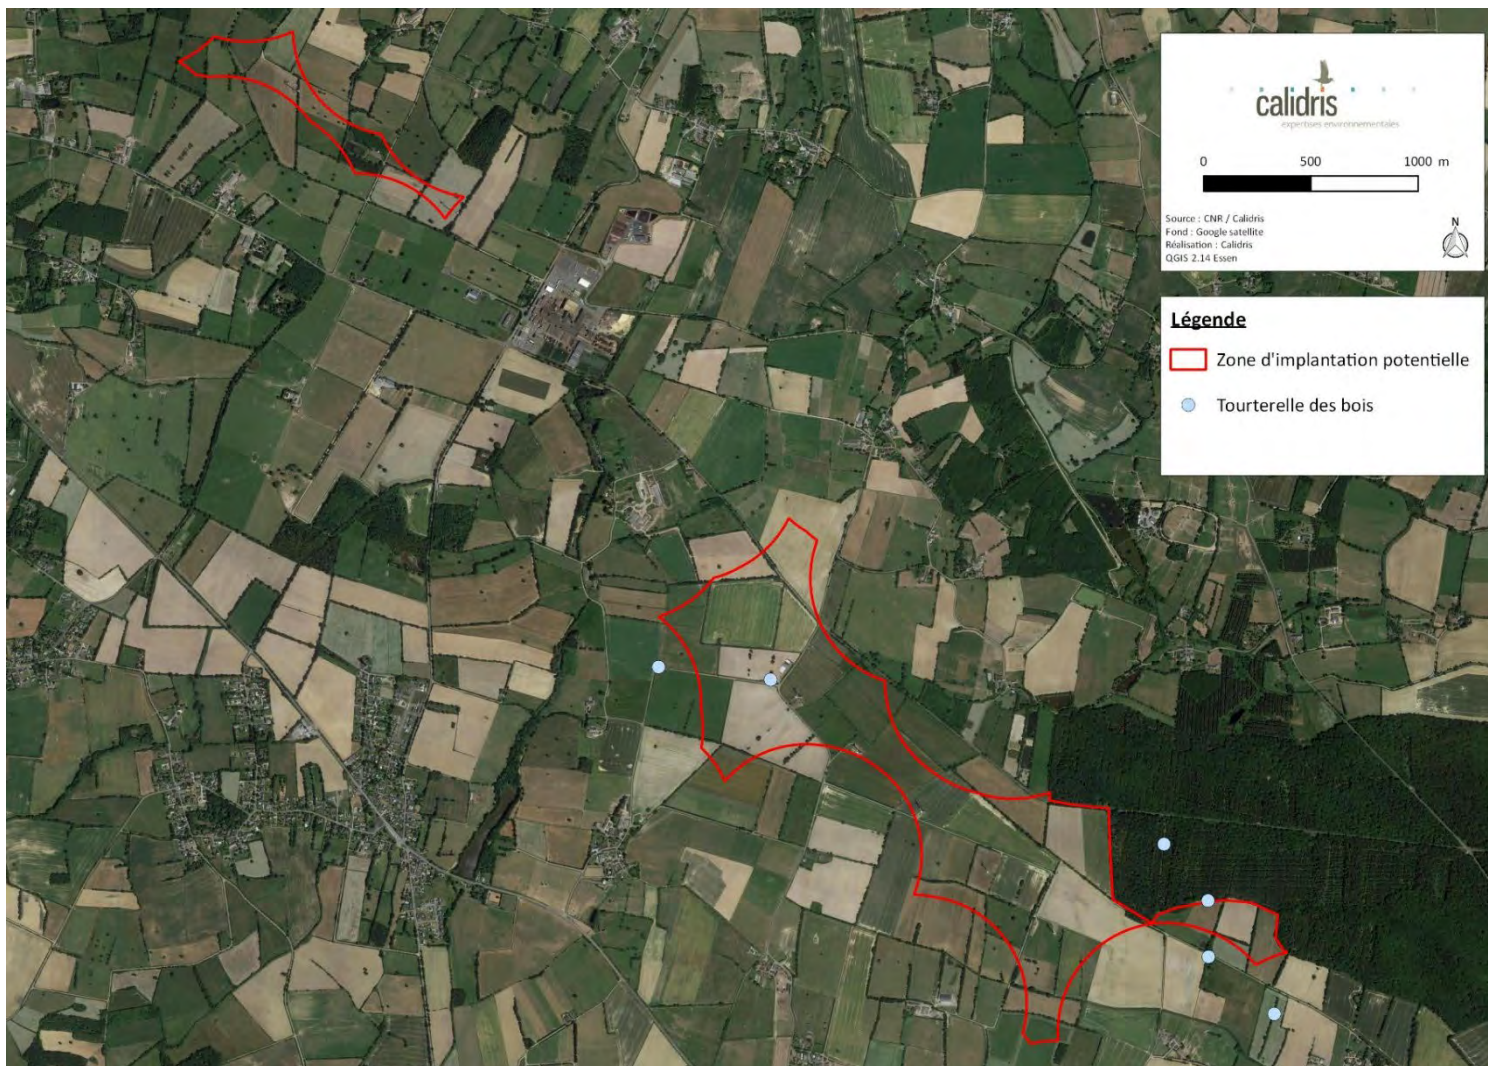 calidris
expertises environnementales
0 500 1000 m
Source : CNR / Calidris
Fond : Google satellite
Réalisation : Calidris
QGIS 2.14 Essen
N
Légende
Zone d'implantation potentielle
Tourterelle des bois